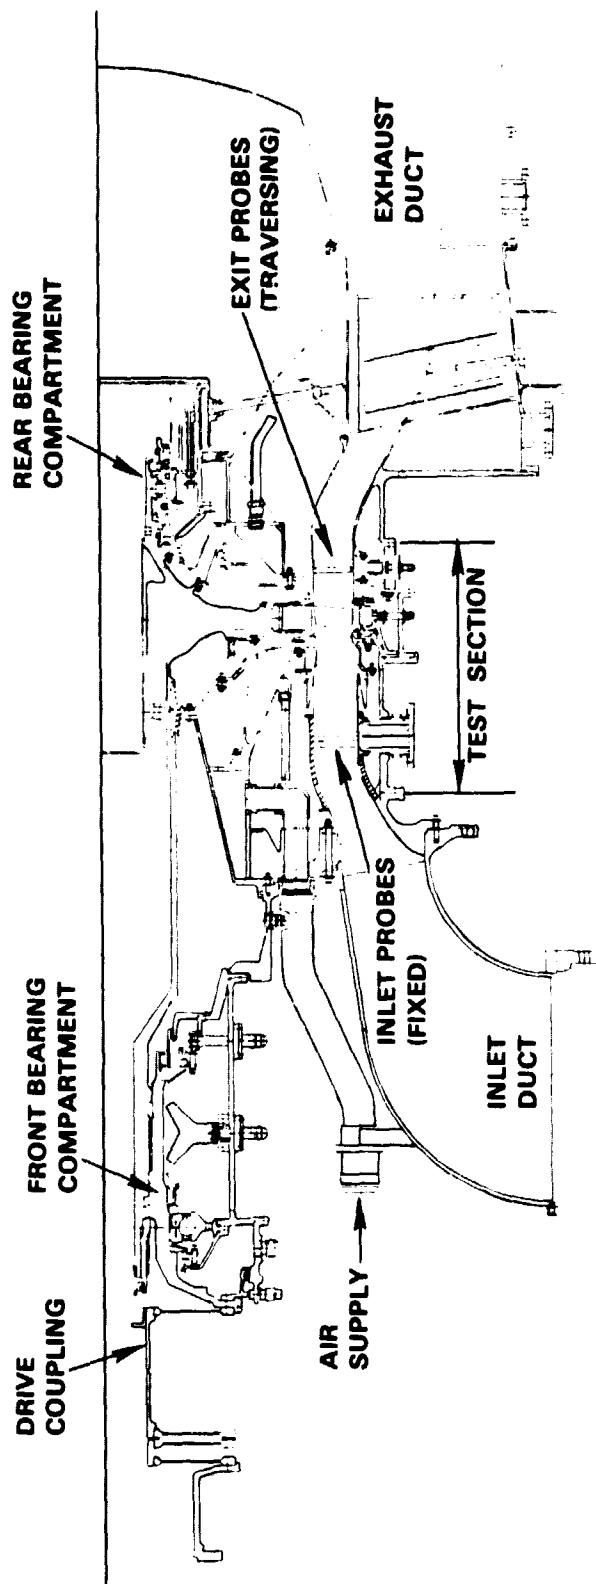 DRIVE
COUPLING
FRONT BEARING
COMPARTMENT
REAR BEARING
COMPARTMENT
AIR
SUPPLY
INLET PROBES
(FIXED)
EXIT PROBES
(TRAVERSING)
INLET
DUCT
TEST SECTION
EXHAUST
DUCT